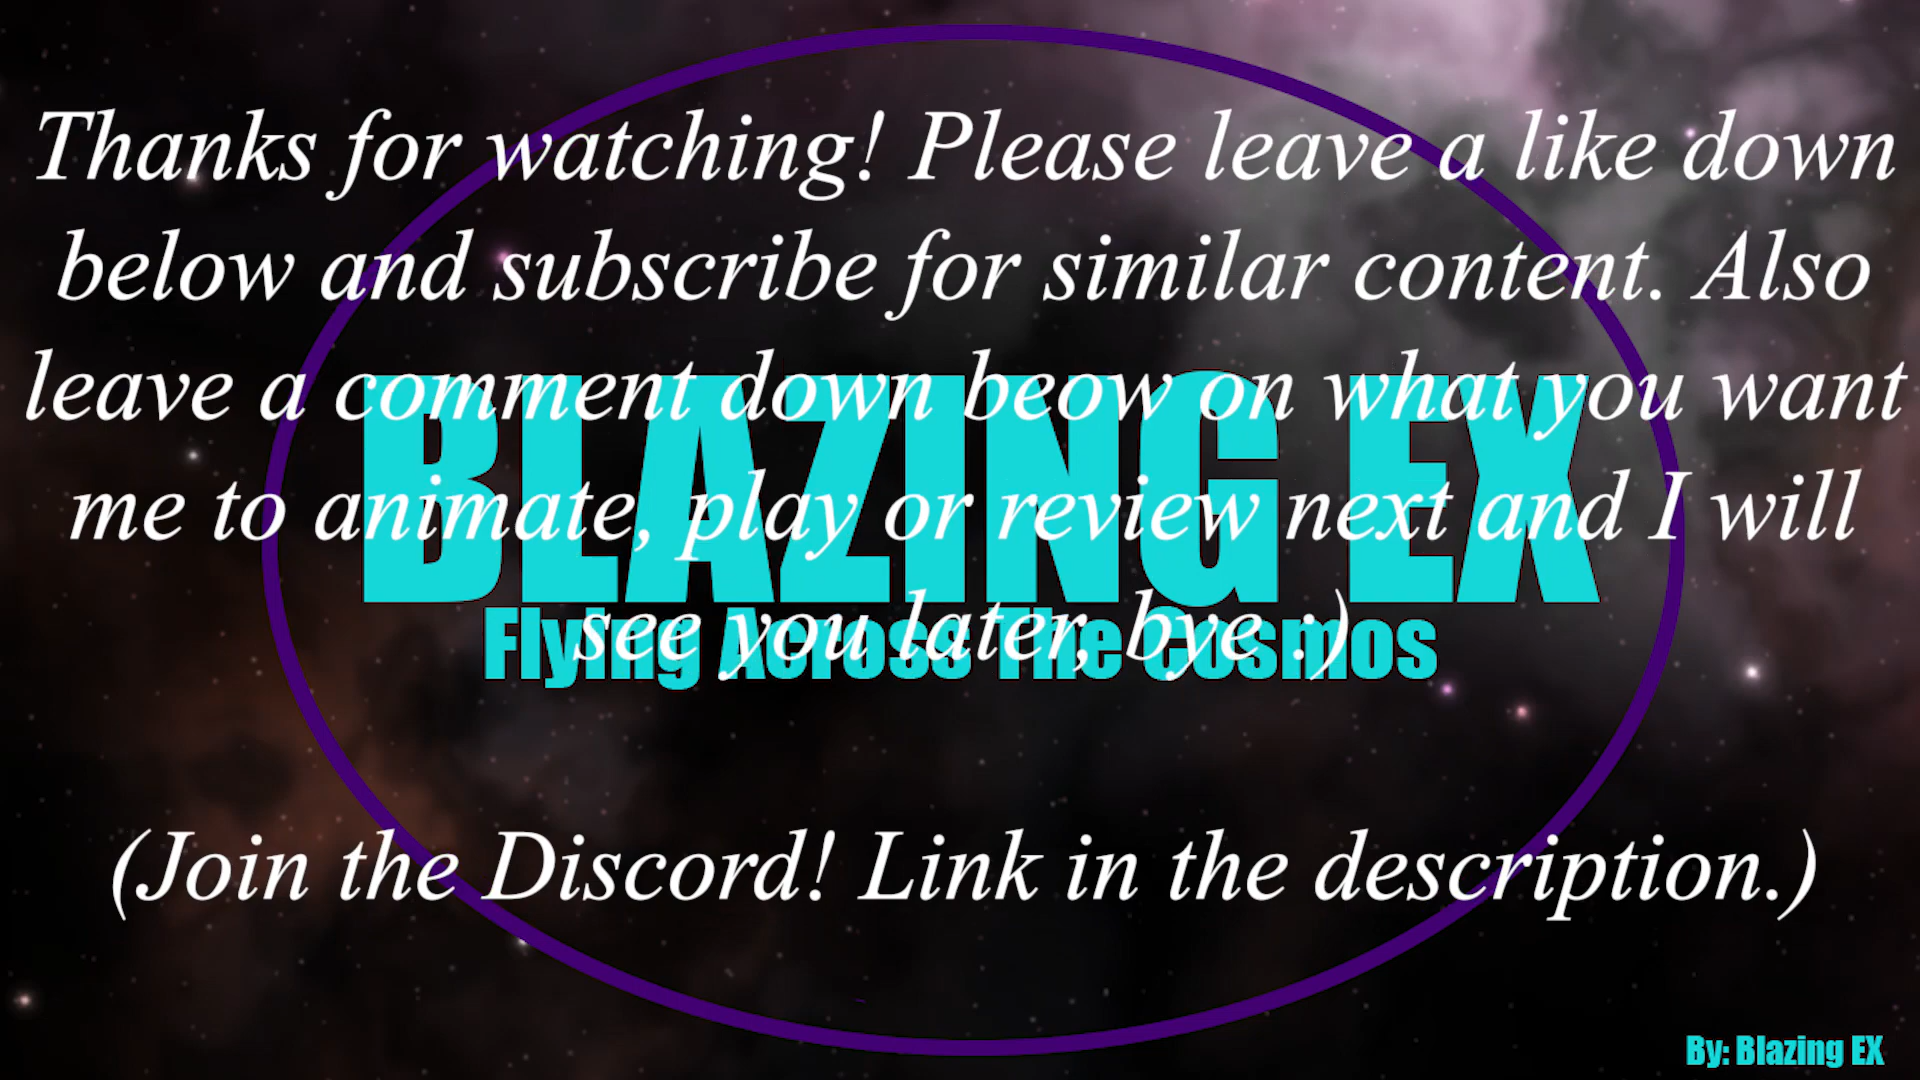 Thanks for watching! Please leave a like down
below and subscribe for similar content. Also
leave a comment down beow on what you want
me to animate, play or review next and I will
see you later, bye :)
BLAZING EX
Flying Across The Cosmos
(Join the Discord! Link in the description.)
By: Blazing EX